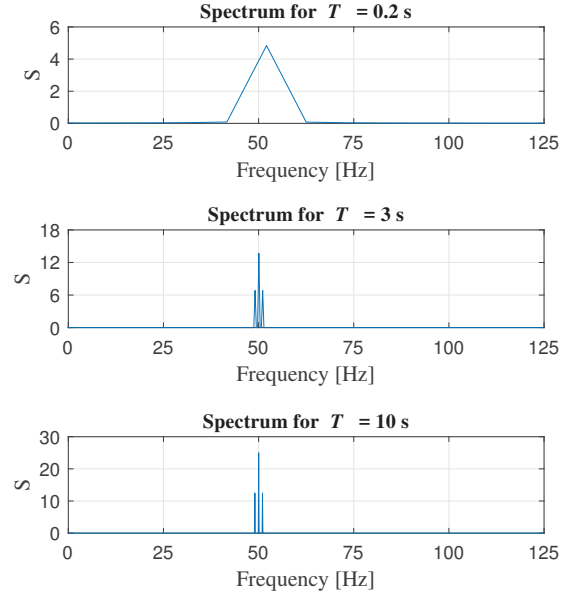 Spectrum for T = 0.2 s
6
4
2
0
S
0 25 50 75 100 125
Frequency [Hz]
Spectrum for T = 3 s
18
12
6
0
S
0 25 50 75 100 125
Frequency [Hz]
Spectrum for T = 10 s
30
20
10
0
S
0 25 50 75 100 125
Frequency [Hz]